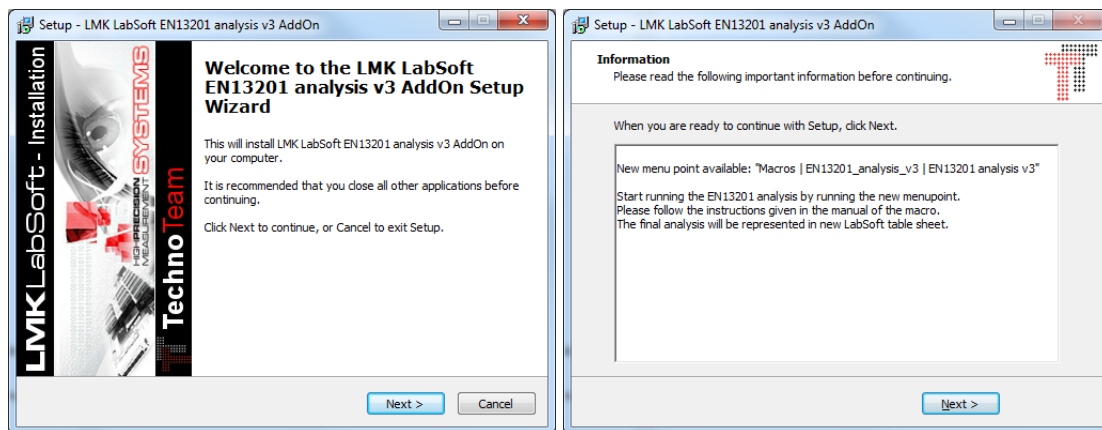 Setup - LMK LabSoft EN13201 analysis v3 AddOn
LMKLabSoft - Installation
HIGH-PRECISION SYSTEMS
MEASUREMENT
TechnoTeam
Welcome to the LMK LabSoft
EN13201 analysis v3 AddOn Setup
Wizard
This will install LMK LabSoft EN13201 analysis v3 AddOn on
your computer.
It is recommended that you close all other applications before
continuing.
Click Next to continue, or Cancel to exit Setup.
Next >
Cancel
Setup - LMK LabSoft EN13201 analysis v3 AddOn
Information
Please read the following important information before continuing.
When you are ready to continue with Setup, click Next.
New menu point available: "Macros | EN13201_analysis_v3 | EN13201 analysis v3"
Start running the EN13201 analysis by running the new menupoint.
Please follow the instructions given in the manual of the macro.
The final analysis will be represented in new LabSoft table sheet.
Next >